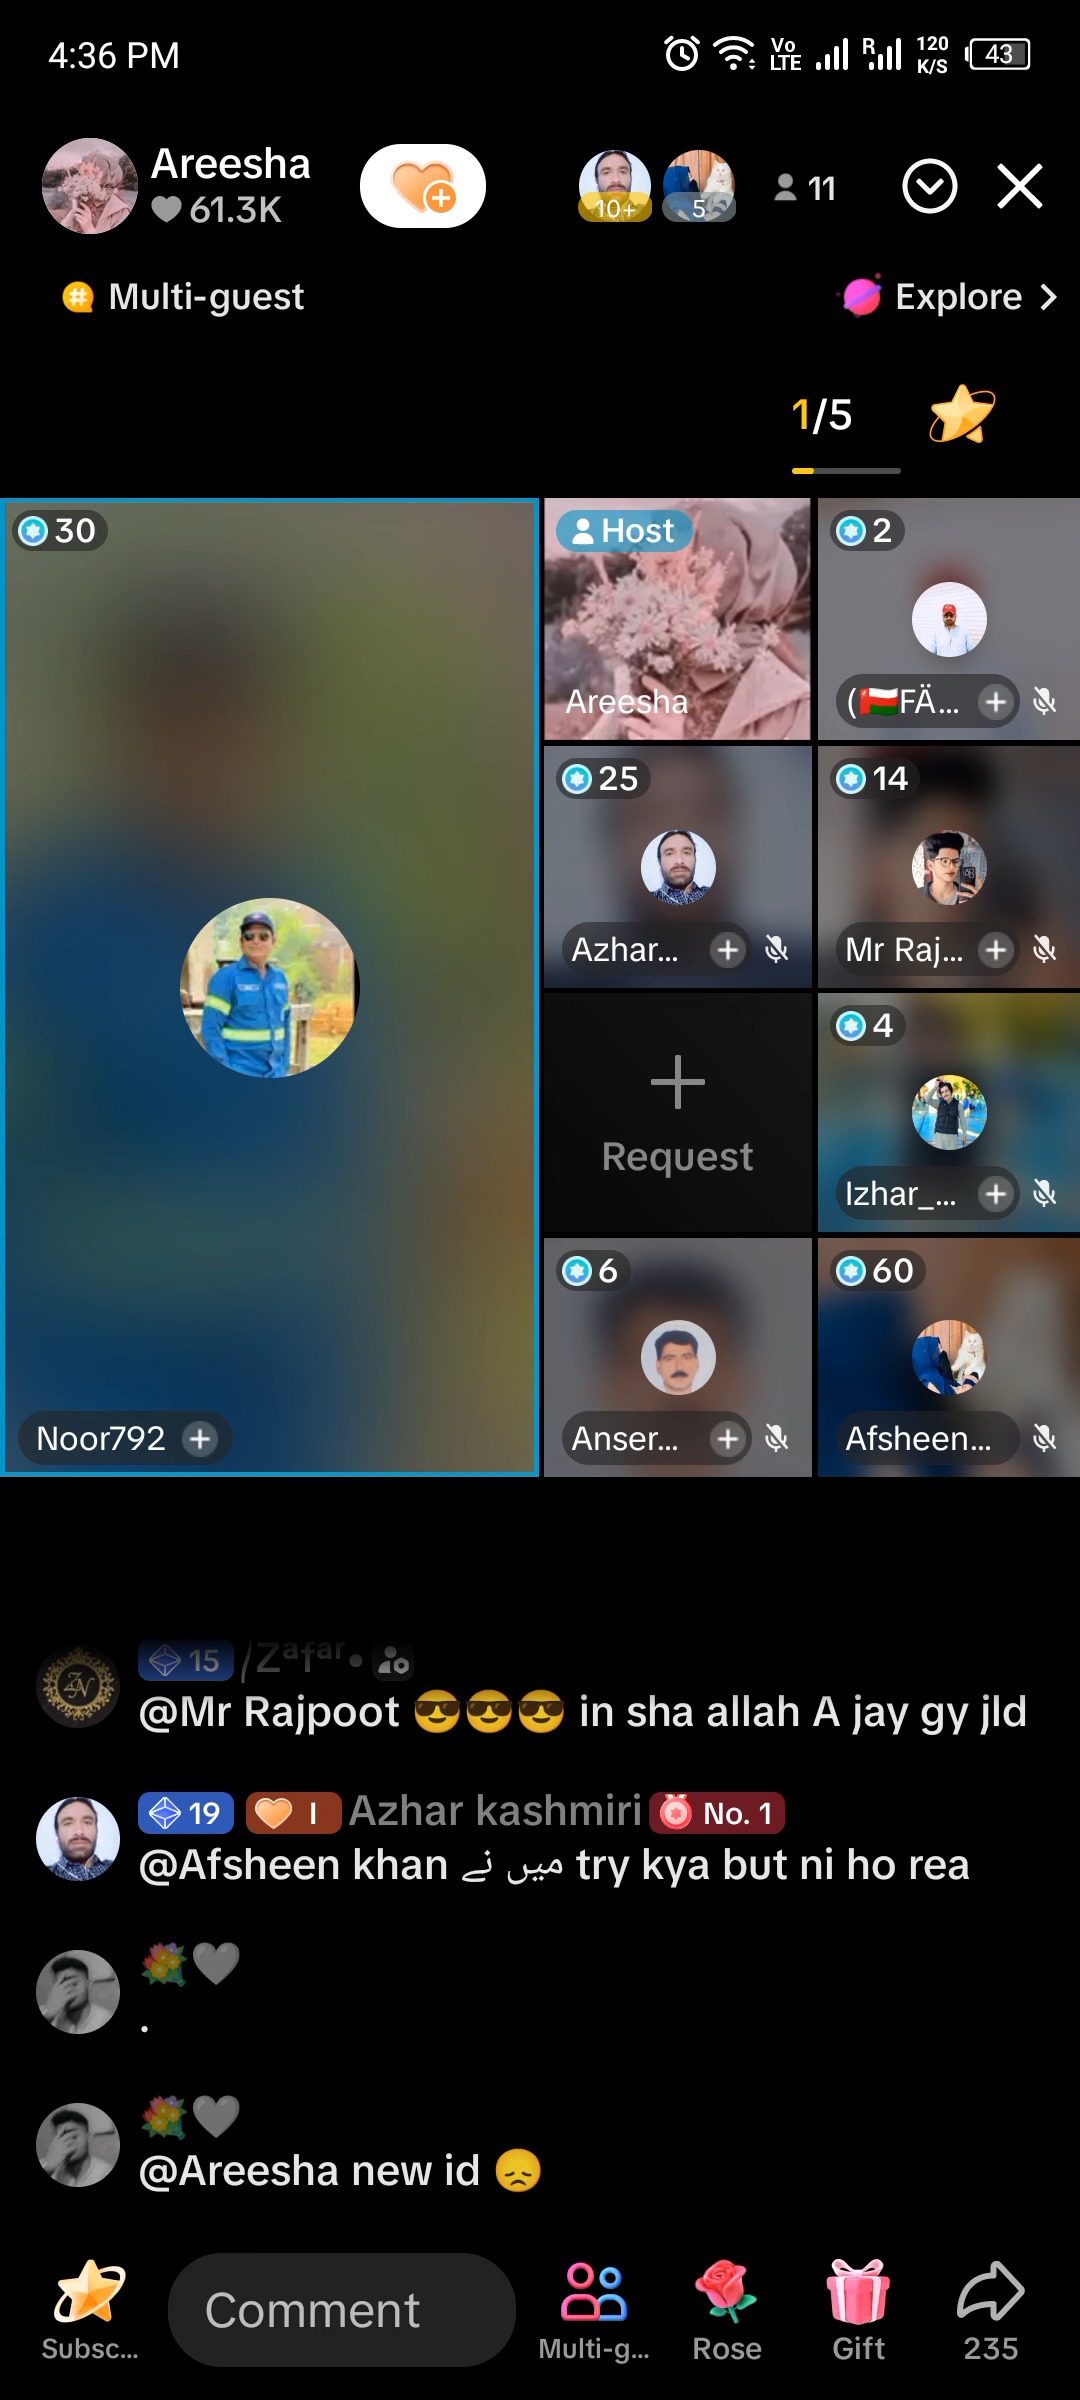 4:36 PM
Vo
LTE
R
120
K/S
43
Areesha
61.3K
10+
5
11
Multi-guest
Explore
1/5
30
Host
2
Areesha
(🇴🇲FÄ...
25
14
Azhar...
Mr Raj...
4
Request
Izhar_...
6
60
Noor792
Anser...
Afsheen...
15 /Zᵃfᵃʳ•
@Mr Rajpoot 😎😎😎 in sha allah A jay gy jld
19 I Azhar kashmiri No. 1
@Afsheen khan میں نے try kya but ni ho rea
💐🤍
.
💐🤍
@Areesha new id 😞
Subsc...
Comment
Multi-g...
Rose
Gift
235